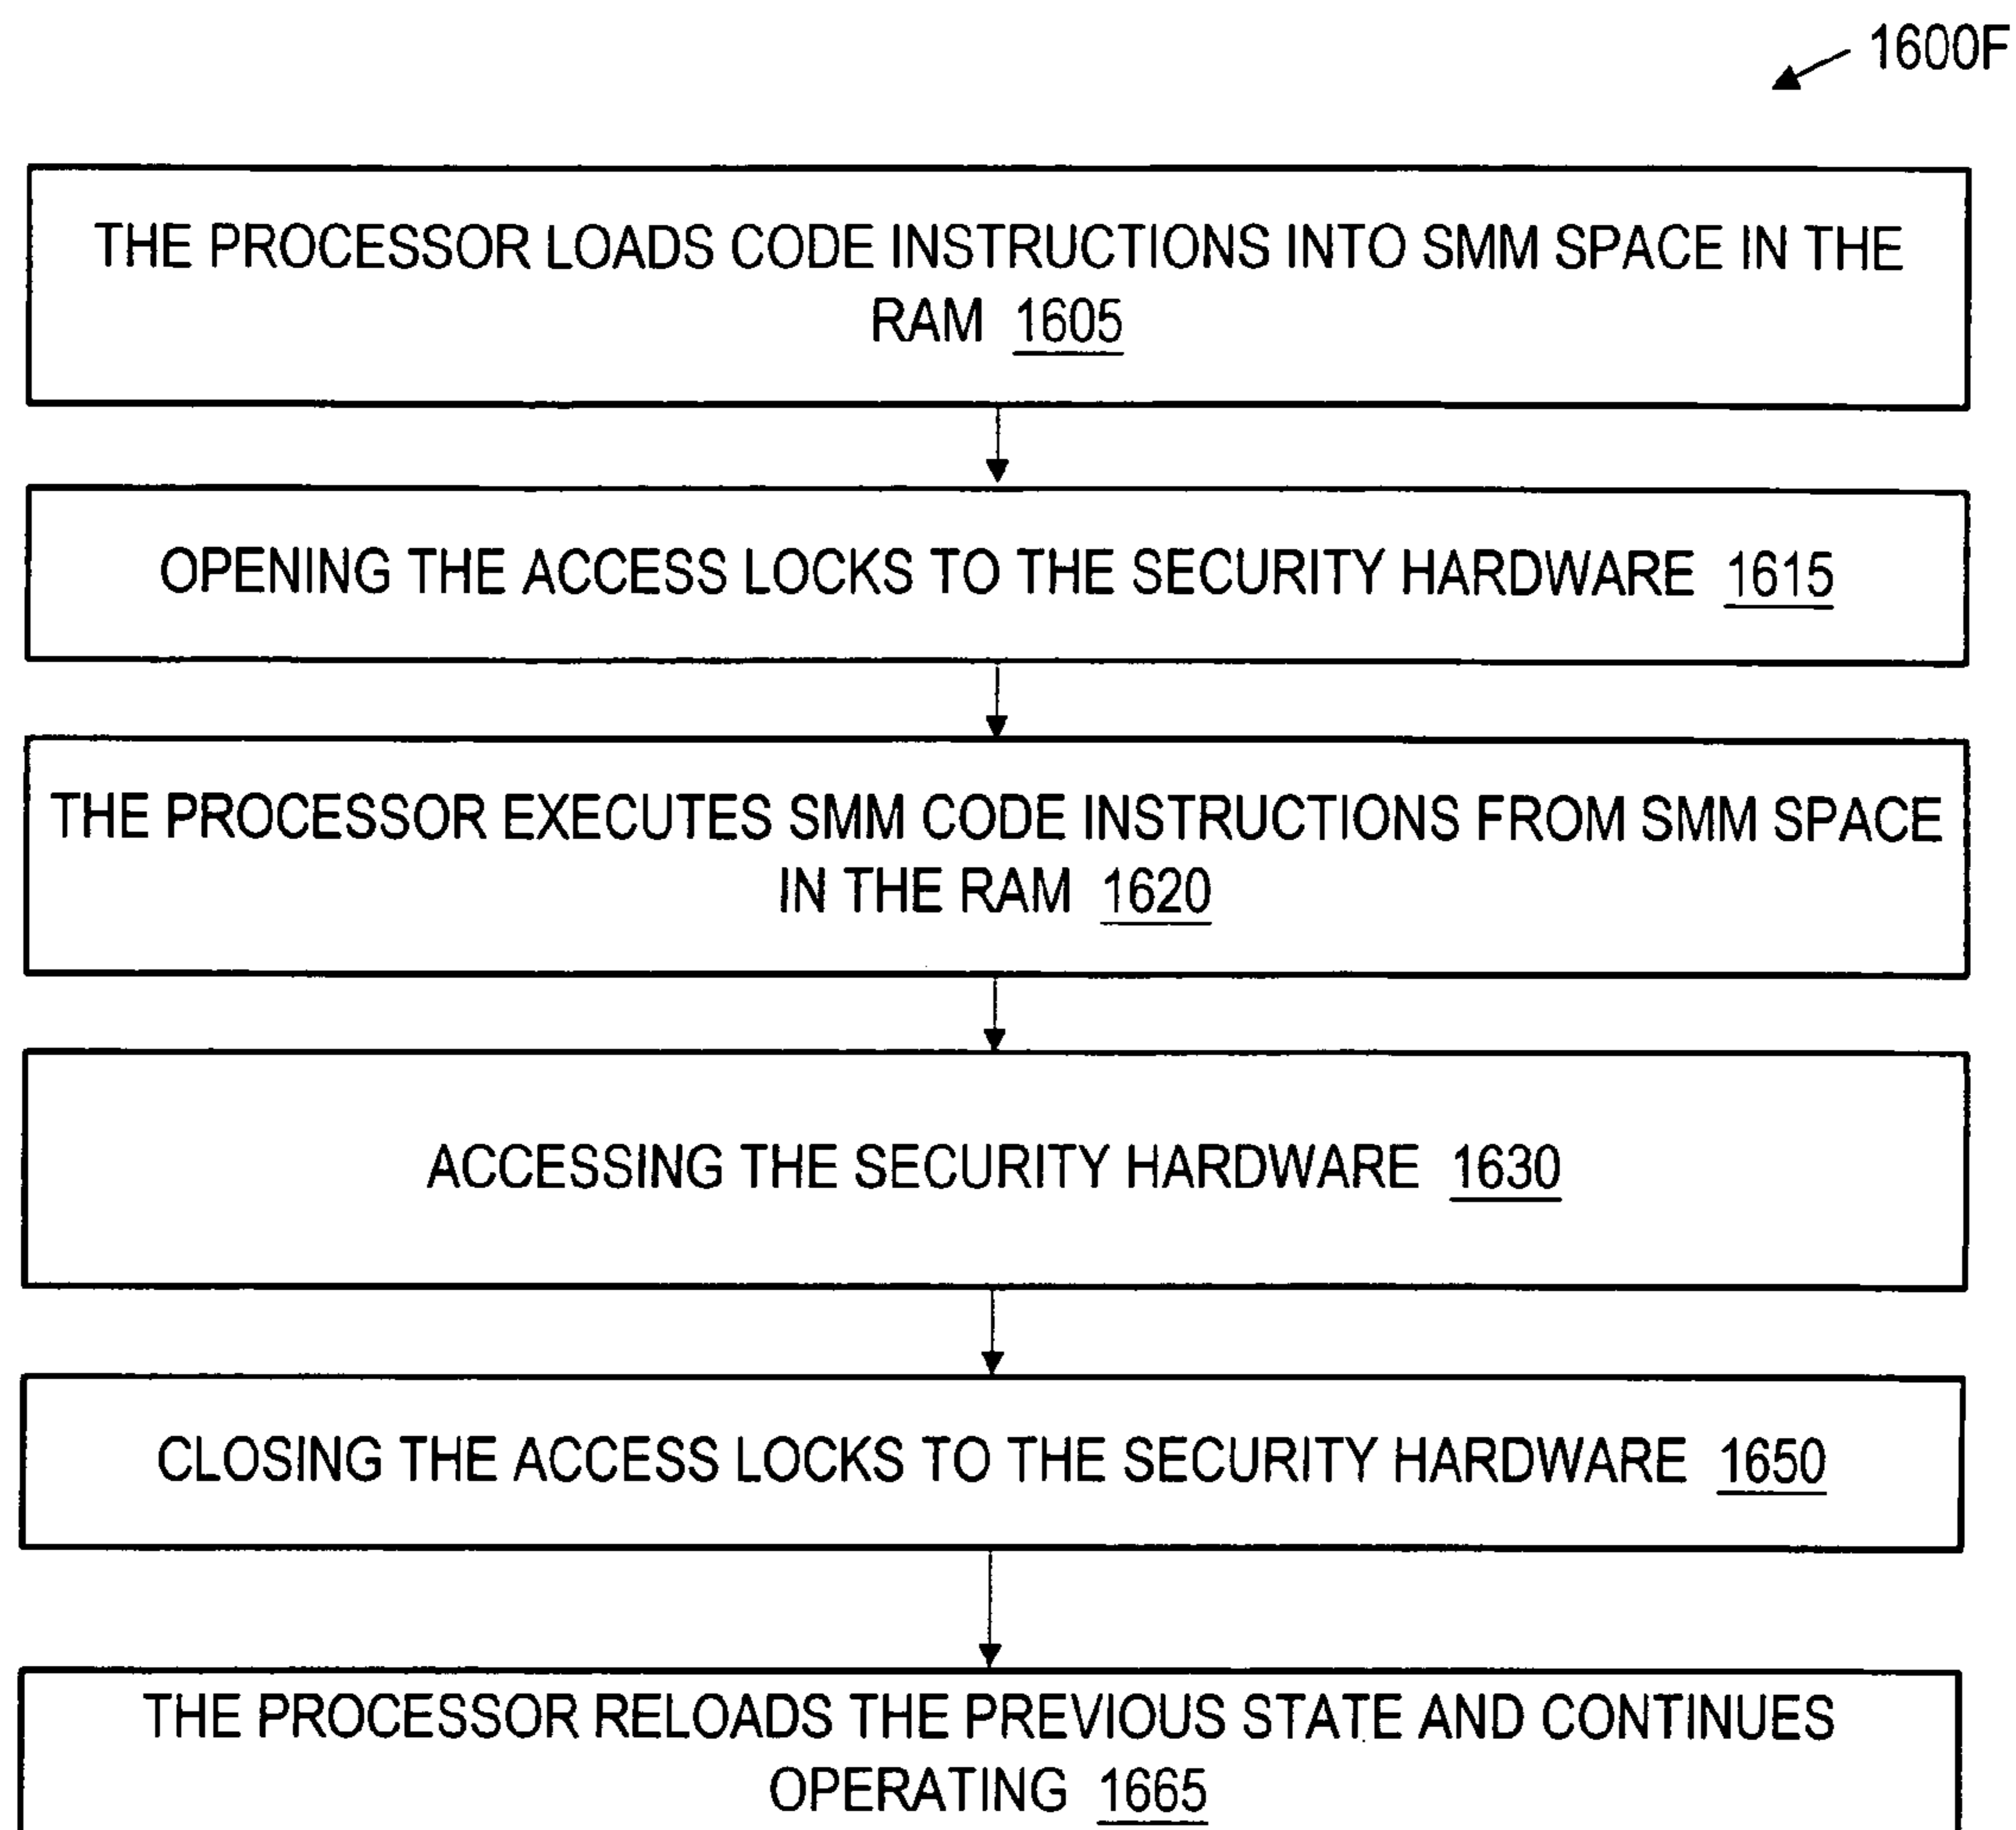 1600F
THE PROCESSOR LOADS CODE INSTRUCTIONS INTO SMM SPACE IN THE
RAM 1605
OPENING THE ACCESS LOCKS TO THE SECURITY HARDWARE 1615
THE PROCESSOR EXECUTES SMM CODE INSTRUCTIONS FROM SMM SPACE
IN THE RAM 1620
ACCESSING THE SECURITY HARDWARE 1630
CLOSING THE ACCESS LOCKS TO THE SECURITY HARDWARE 1650
THE PROCESSOR RELOADS THE PREVIOUS STATE AND CONTINUES
OPERATING 1665